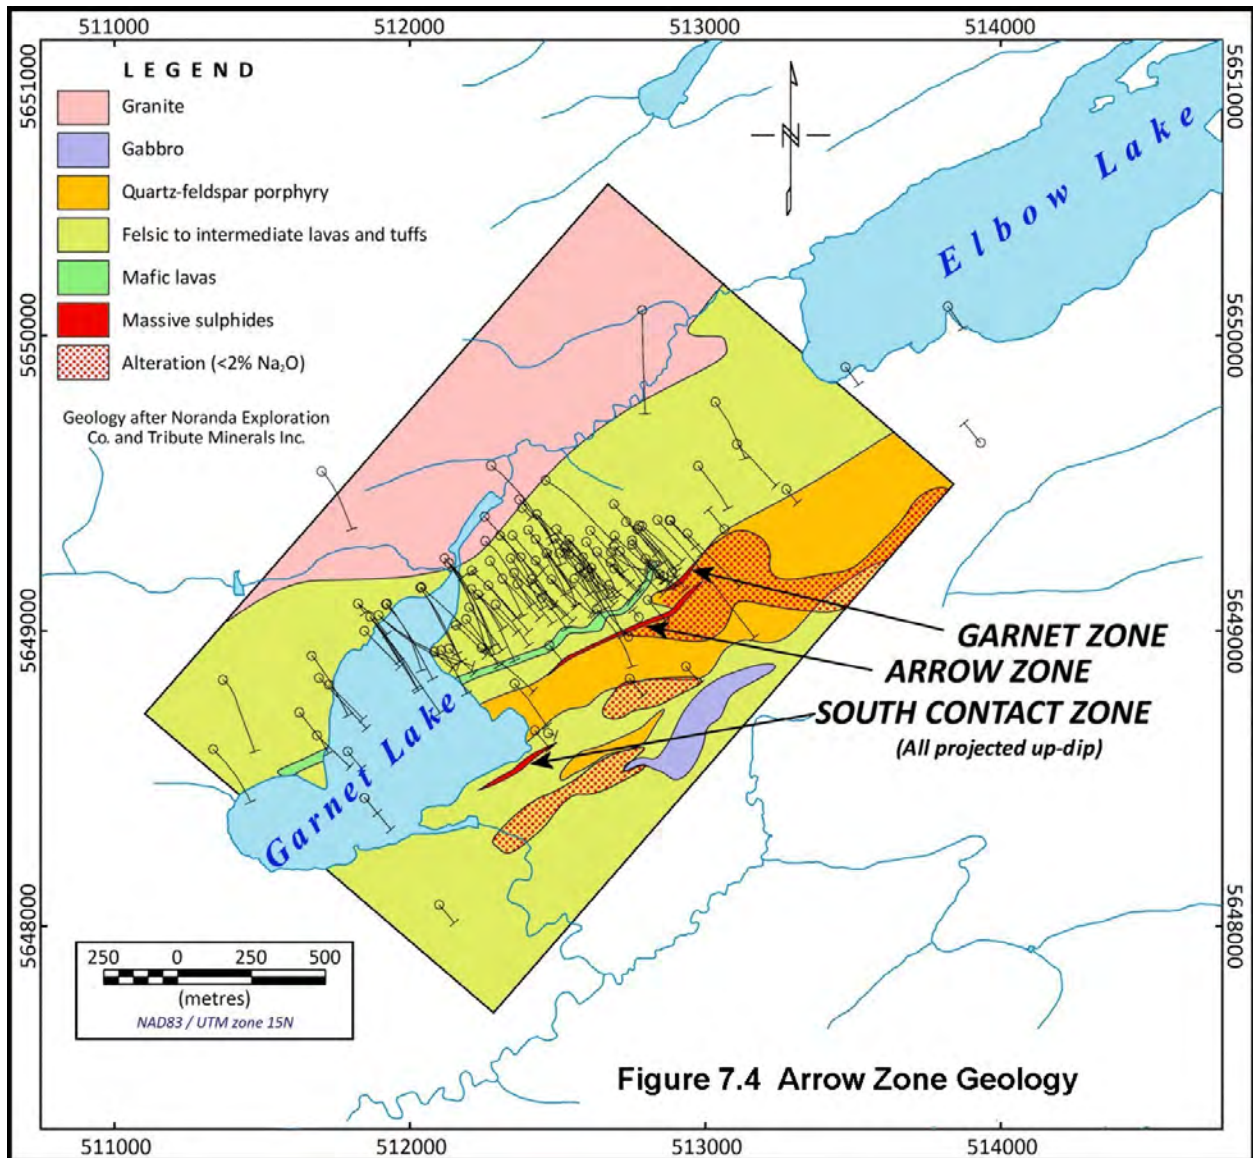 511000 512000 513000 514000
5651000
5650000
5649000
5648000
5651000
5650000
5649000
5648000
LEGEND
Granite
Gabbro
Quartz-feldspar porphyry
Felsic to intermediate lavas and tuffs
Mafic lavas
Massive sulphides
Alteration (<2% Na₂O)
Geology after Noranda Exploration
Co. and Tribute Minerals Inc.
N
Elbow Lake
Garnet Lake
GARNET ZONE
ARROW ZONE
SOUTH CONTACT ZONE
(All projected up-dip)
250 0 250 500
(metres)
NAD83 / UTM zone 15N
Figure 7.4 Arrow Zone Geology
511000 512000 513000 514000